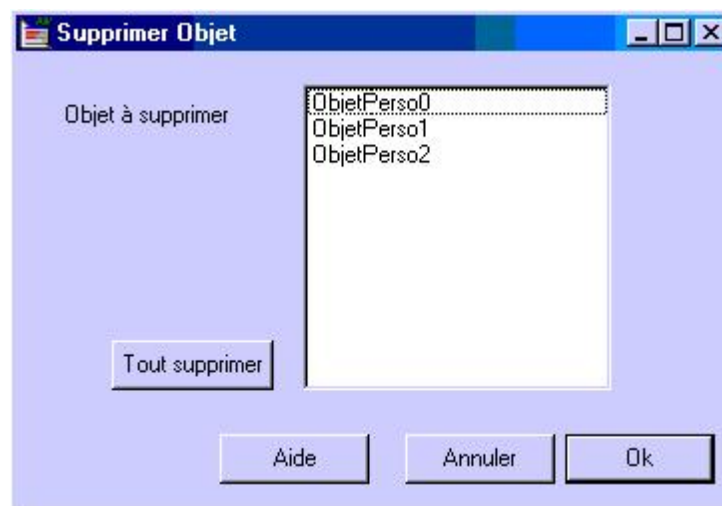 Supprimer Objet
Objet à supprimer
ObjetPerso0
ObjetPerso1
ObjetPerso2
Tout supprimer
Aide
Annuler
Ok